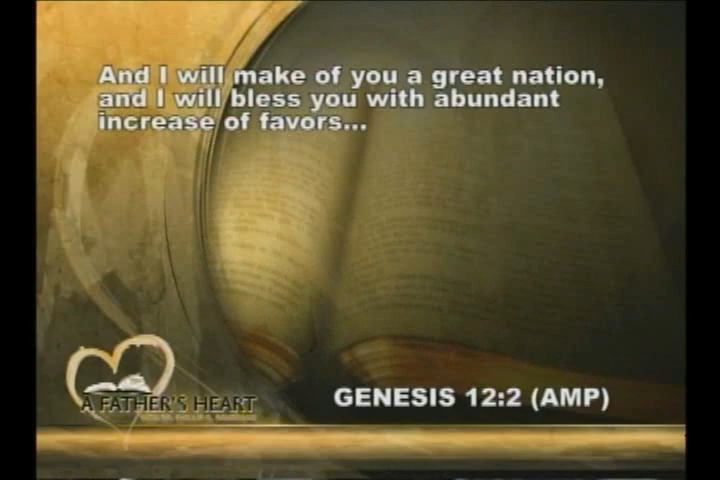 And I will make of you a great nation,
and I will bless you with abundant
increase of favors...
A FATHER'S HEART
GENESIS 12:2 (AMP)